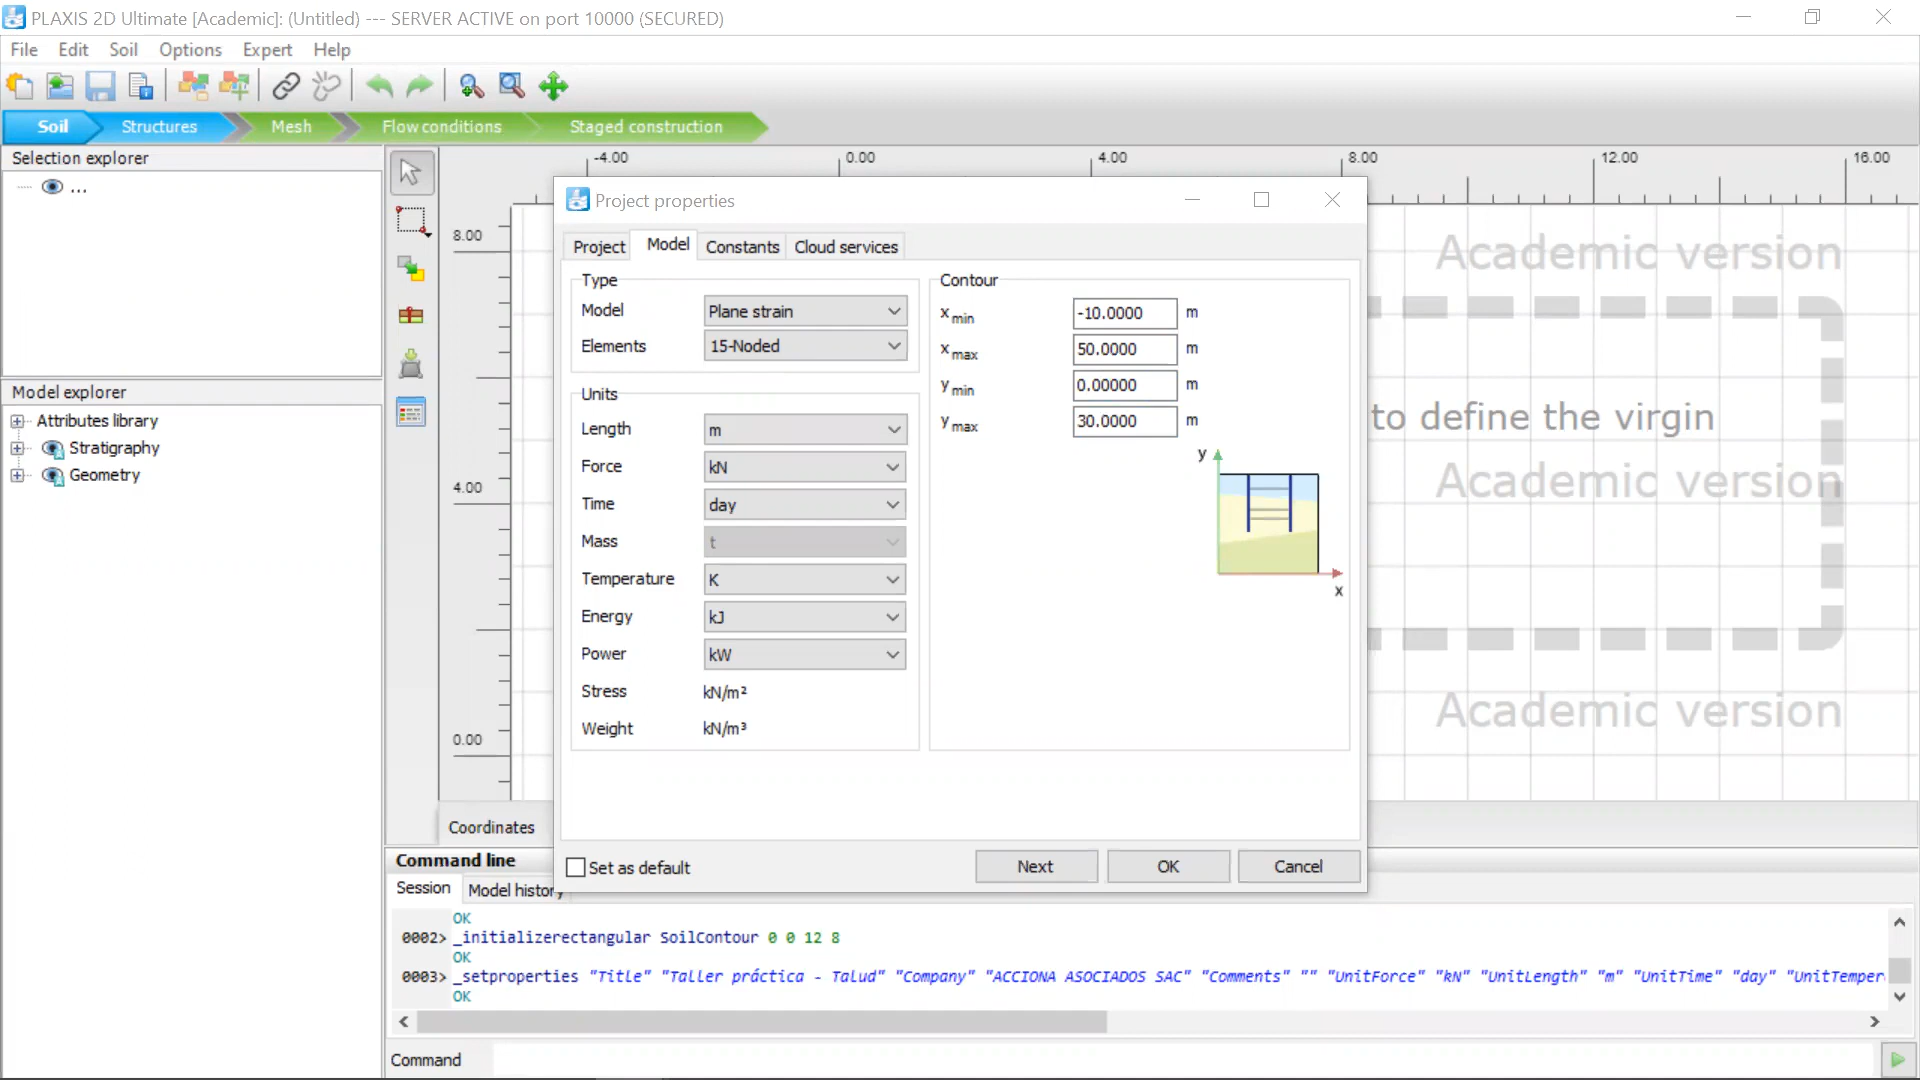 PLAXIS 2D Ultimate [Academic]: (Untitled) --- SERVER ACTIVE on port 10000 (SECURED)
File Edit Soil Options Expert Help
Soil Structures Mesh Flow conditions Staged construction
Selection explorer
...
Model explorer
Attributes library
Stratigraphy
Geometry
-4.00 0.00 4.00 8.00 12.00 16.00
8.00
4.00
0.00
Academic version
to define the virgin
Academic version
Academic version
Project properties
Project Model Constants Cloud services
Type
Model Plane strain
Elements 15-Noded
Units
Length m
Force kN
Time day
Mass t
Temperature K
Energy kJ
Power kW
Stress kN/m²
Weight kN/m³
Contour
x min -10.0000 m
x max 50.0000 m
y min 0.00000 m
y max 30.0000 m
y
x
Set as default Next OK Cancel
Coordinates
Command line
Session Model history
OK
0002> _initializerectangular SoilContour 0 0 12 8
OK
0003> _setproperties "Title" "Taller práctica - Talud" "Company" "ACCIONA ASOCIADOS SAC" "Comments" "" "UnitForce" "kN" "UnitLength" "m" "UnitTime" "day" "UnitTemper
OK
Command